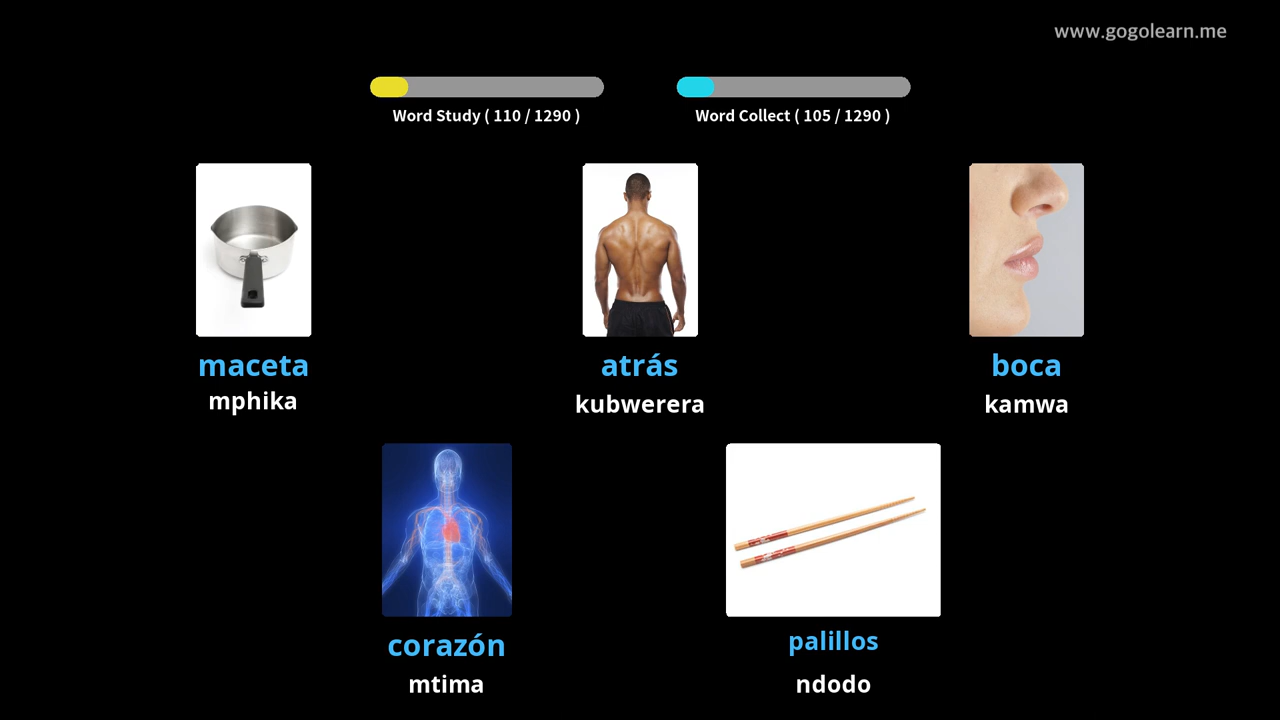 www.gogolearn.me
Word Study ( 110 / 1290 )
Word Collect ( 105 / 1290 )
maceta
mphika
atrás
kubwerera
boca
kamwa
corazón
mtima
palillos
ndodo